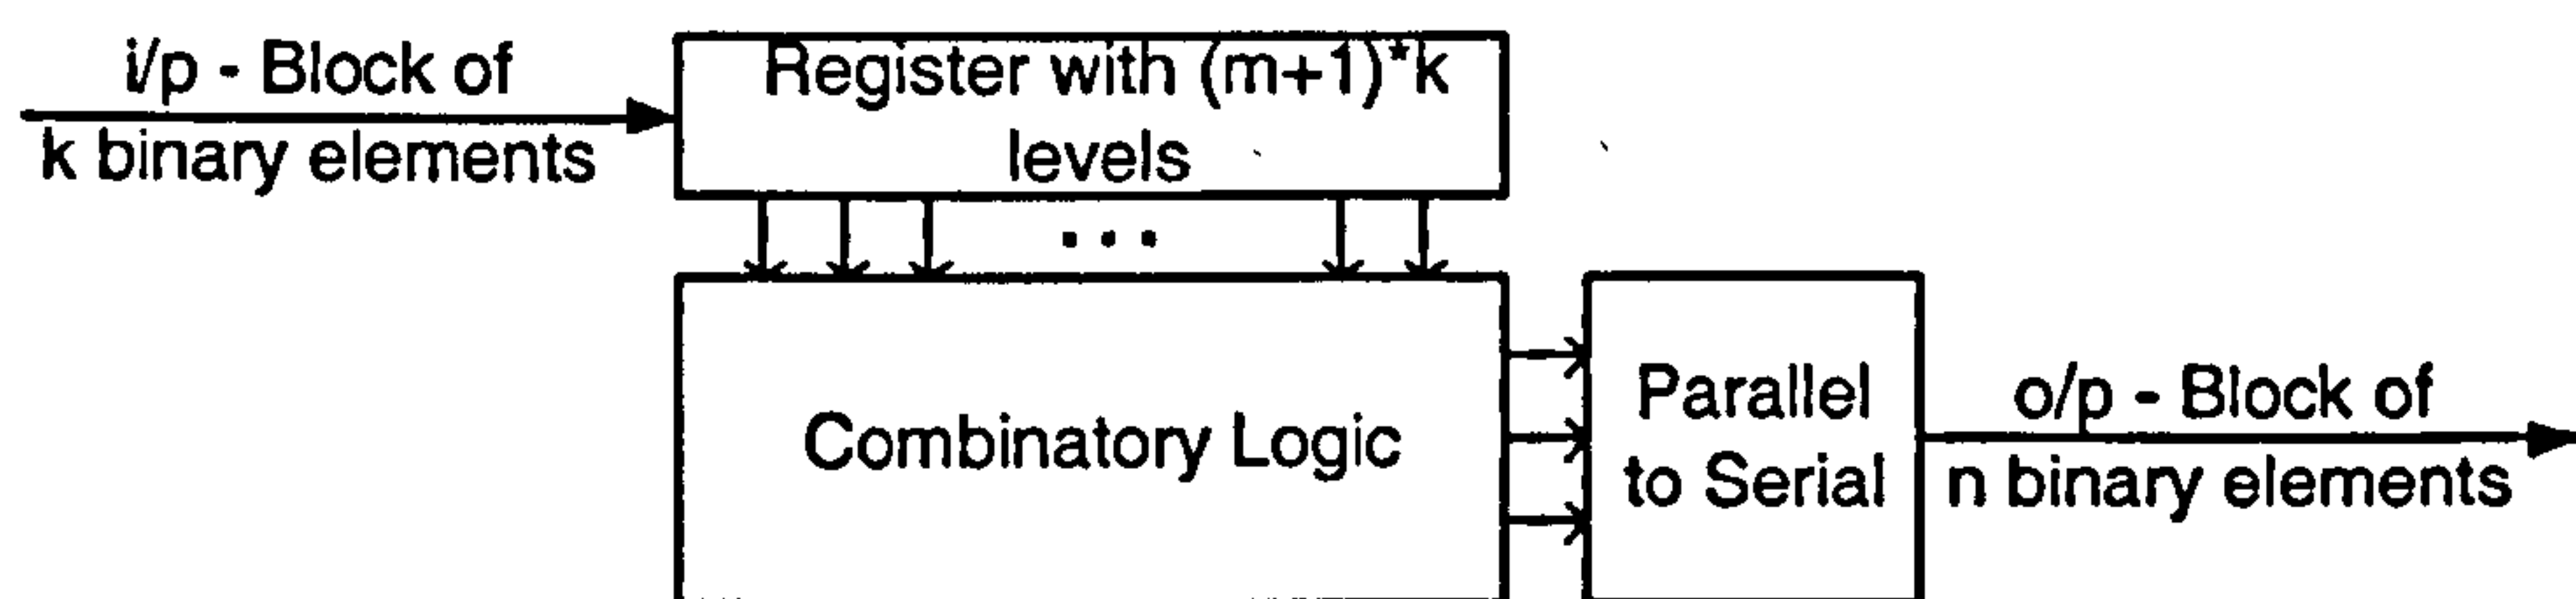 i/p - Block of
k binary elements
Register with (m+1)*k
levels
Combinatory Logic
Parallel
to Serial
o/p - Block of
n binary elements